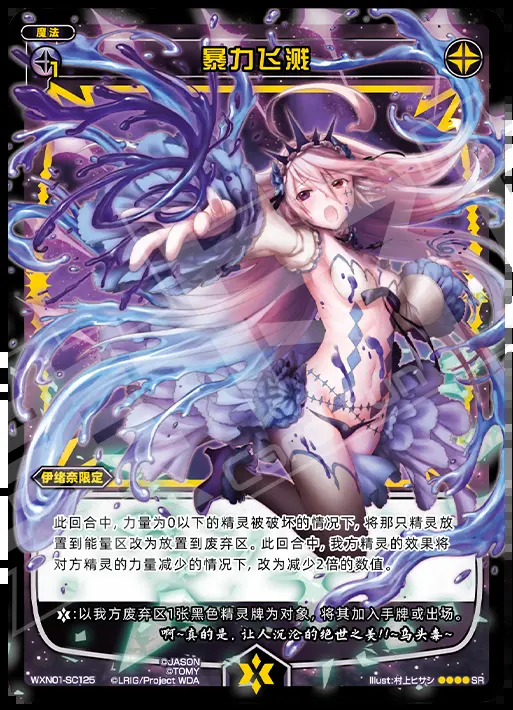 魔法
1
暴力飞溅
伊绪奈限定
此回合中，力量为0以下的精灵被破坏的情况下，将那只精灵放
置到能量区改为放置到废弃区。此回合中，我方精灵的效果将
对方精灵的力量减少的情况下，改为减少2倍的数值。
:以我方废弃区1张黑色精灵牌为对象，将其加入手牌或出场。
啊~真的是，让人沉沦的绝世之美!!~乌头毒~
©JASON
©TOMY
WXN01-SC125 ©LRIG/Project WDA
Illust:村上ヒサシ SR